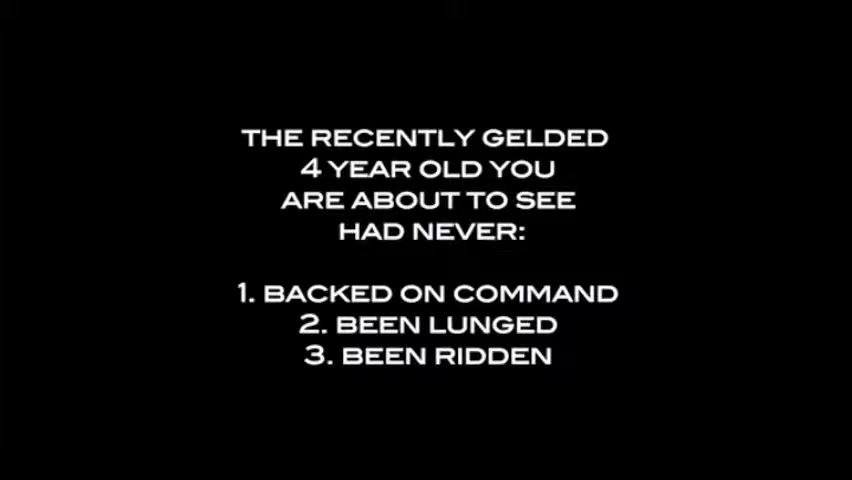 THE RECENTLY GELDED
4 YEAR OLD YOU
ARE ABOUT TO SEE
HAD NEVER:
1. BACKED ON COMMAND
2. BEEN LUNGED
3. BEEN RIDDEN